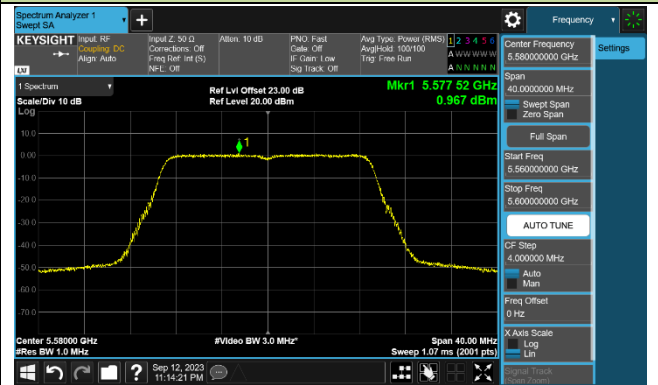 Spectrum Analyzer 1
Swept SA
Frequency
KEYSIGHT
Input: RF
Coupling: DC
Align: Auto
Input Z: 50 Ω
Corrections: Off
Freq Ref: Int (S)
NFE: Off
Atten: 10 dB
PNO: Fast
Gate: Off
IF Gain: Low
Sig Track: Off
Avg Type: Power (RMS)
Avg|Hold: 100/100
Trig: Free Run
1 2 3 4 5 6
A W W W W W
A N N N N N
LXI
1 Spectrum
Scale/Div 10 dB
Log
Ref Lvl Offset 23.00 dB
Ref Level 20.00 dBm
Mkr1 5.577 52 GHz
0.967 dBm
1
10.0
0.00
-10.0
-20.0
-30.0
-40.0
-50.0
-60.0
-70.0
Center 5.58000 GHz
#Res BW 1.0 MHz
#Video BW 3.0 MHz*
Span 40.00 MHz
Sweep 1.07 ms (2001 pts)
Sep 12, 2023
11:14:21 PM
Center Frequency
5.580000000 GHz
Span
40.0000000 MHz
Swept Span
Zero Span
Full Span
Start Freq
5.560000000 GHz
Stop Freq
5.600000000 GHz
AUTO TUNE
CF Step
4.000000 MHz
Auto
Man
Freq Offset
0 Hz
X Axis Scale
Log
Lin
Signal Track
(Span Zoom)
Settings